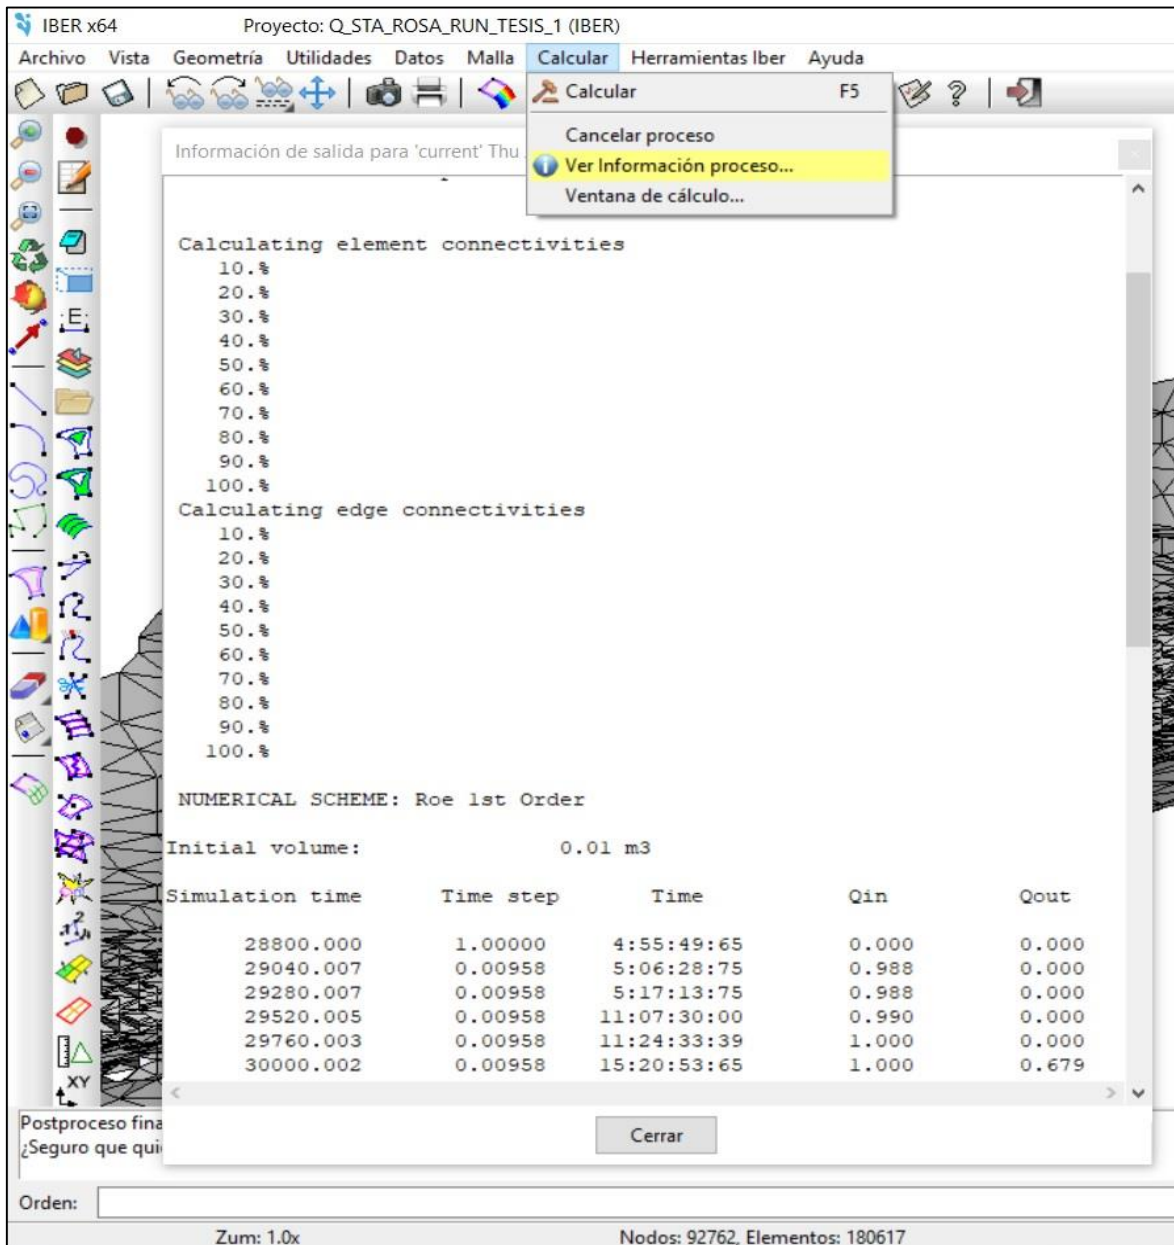 IBER x64 Proyecto: Q_STA_ROSA_RUN_TESIS_1 (IBER)
Archivo Vista Geometría Utilidades Datos Malla Calcular Herramientas Iber Ayuda
Calcular F5
Cancelar proceso
Ver Información proceso...
Ventana de cálculo...
Información de salida para 'current' Thu
Calculating element connectivities
10.%
20.%
30.%
40.%
50.%
60.%
70.%
80.%
90.%
100.%
Calculating edge connectivities
10.%
20.%
30.%
40.%
50.%
60.%
70.%
80.%
90.%
100.%
NUMERICAL SCHEME: Roe 1st Order
Initial volume: 0.01 m3
Simulation time Time step Time Qin Qout
28800.000 1.00000 4:55:49:65 0.000 0.000
29040.007 0.00958 5:06:28:75 0.988 0.000
29280.007 0.00958 5:17:13:75 0.988 0.000
29520.005 0.00958 11:07:30:00 0.990 0.000
29760.003 0.00958 11:24:33:39 1.000 0.000
30000.002 0.00958 15:20:53:65 1.000 0.679
Cerrar
Postproceso fina
¿Seguro que qui
Orden:
Zum: 1.0x Nodos: 92762, Elementos: 180617